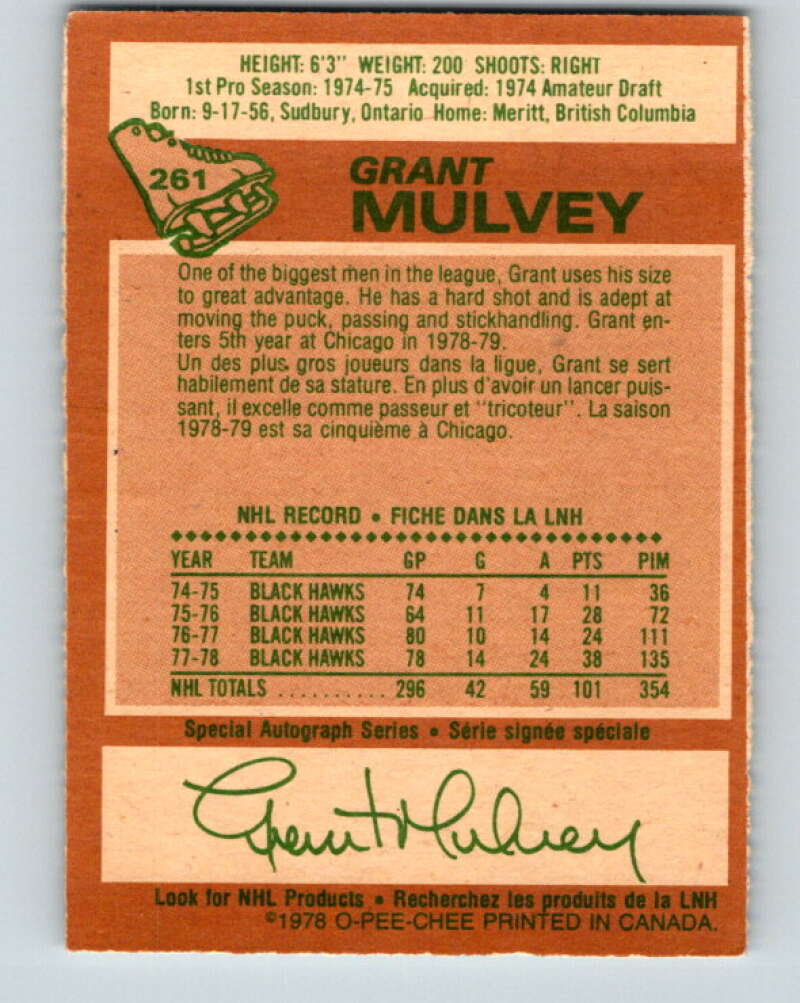 HEIGHT: 6'3" WEIGHT: 200 SHOOTS: RIGHT
1st Pro Season: 1974-75 Acquired: 1974 Amateur Draft
Born: 9-17-56, Sudbury, Ontario Home: Meritt, British Columbia
261
GRANT
MULVEY
One of the biggest men in the league, Grant uses his size
to great advantage. He has a hard shot and is adept at
moving the puck, passing and stickhandling. Grant en-
ters 5th year at Chicago in 1978-79.
Un des plus gros joueurs dans la ligue, Grant se sert
habilement de sa stature. En plus d'avoir un lancer puis-
sant, il excelle comme passeur et "tricoteur". La saison
1978-79 est sa cinquième à Chicago.
NHL RECORD • FICHE DANS LA LNH
YEAR TEAM GP G A PTS PIM
74-75 BLACK HAWKS 74 7 4 11 36
75-76 BLACK HAWKS 64 11 17 28 72
76-77 BLACK HAWKS 80 10 14 24 111
77-78 BLACK HAWKS 78 14 24 38 135
NHL TOTALS .......... 296 42 59 101 354
Special Autograph Series • Série signée spéciale
Grant Mulvey
Look for NHL Products • Recherchez les produits de la LNH
©1978 O-PEE-CHEE PRINTED IN CANADA.